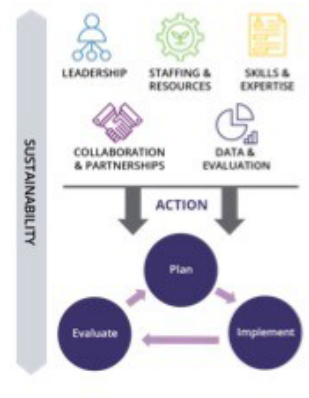 SUSTAINABILITY
LEADERSHIP
STAFFING &
RESOURCES
SKILLS &
EXPERTISE
COLLABORATION
& PARTNERSHIPS
DATA &
EVALUATION
ACTION
Plan
Evaluate
Implement